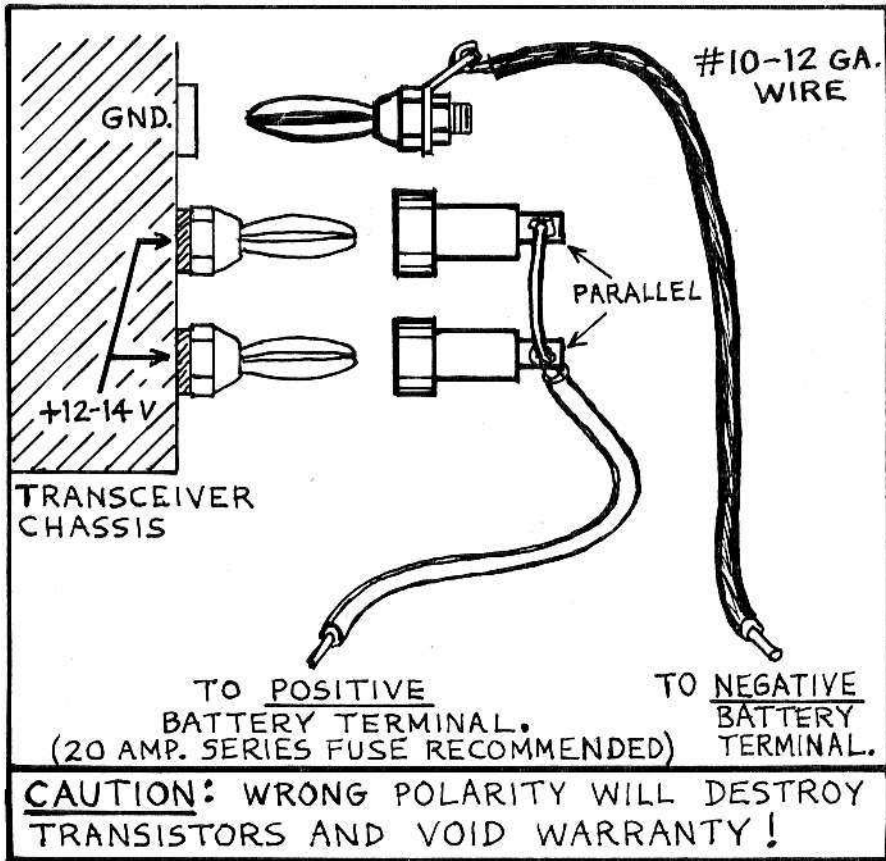 #10-12 GA.
WIRE
GND.
PARALLEL
+12-14 V
TRANSCEIVER
CHASSIS
TO POSITIVE
BATTERY TERMINAL.
(20 AMP. SERIES FUSE RECOMMENDED)
TO NEGATIVE
BATTERY
TERMINAL.
CAUTION: WRONG POLARITY WILL DESTROY
TRANSISTORS AND VOID WARRANTY!